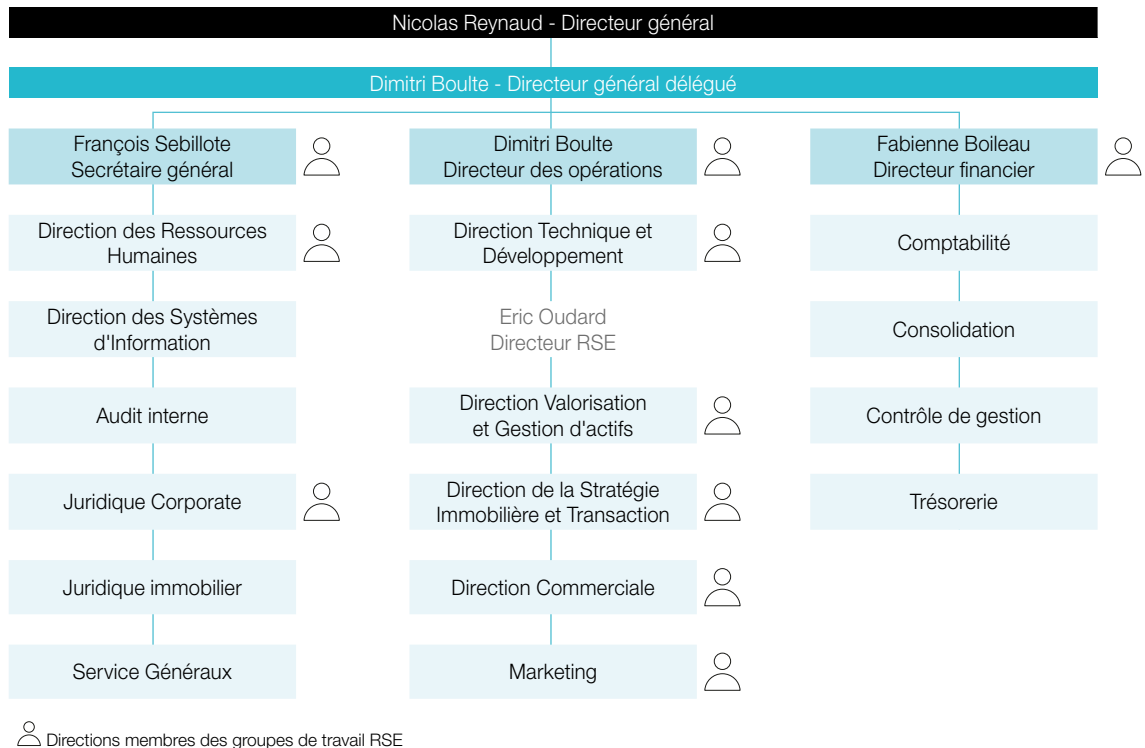 Nicolas Reynaud - Directeur général
Dimitri Boulte - Directeur général délégué
François Sebillote
Secrétaire général
Direction des Ressources
Humaines
Direction des Systèmes
d'Information
Audit interne
Juridique Corporate
Juridique immobilier
Service Généraux
Dimitri Boulte
Directeur des opérations
Direction Technique et
Développement
Eric Oudard
Directeur RSE
Direction Valorisation
et Gestion d'actifs
Direction de la Stratégie
Immobilière et Transaction
Direction Commerciale
Marketing
Fabienne Boileau
Directeur financier
Comptabilité
Consolidation
Contrôle de gestion
Trésorerie
Directions membres des groupes de travail RSE